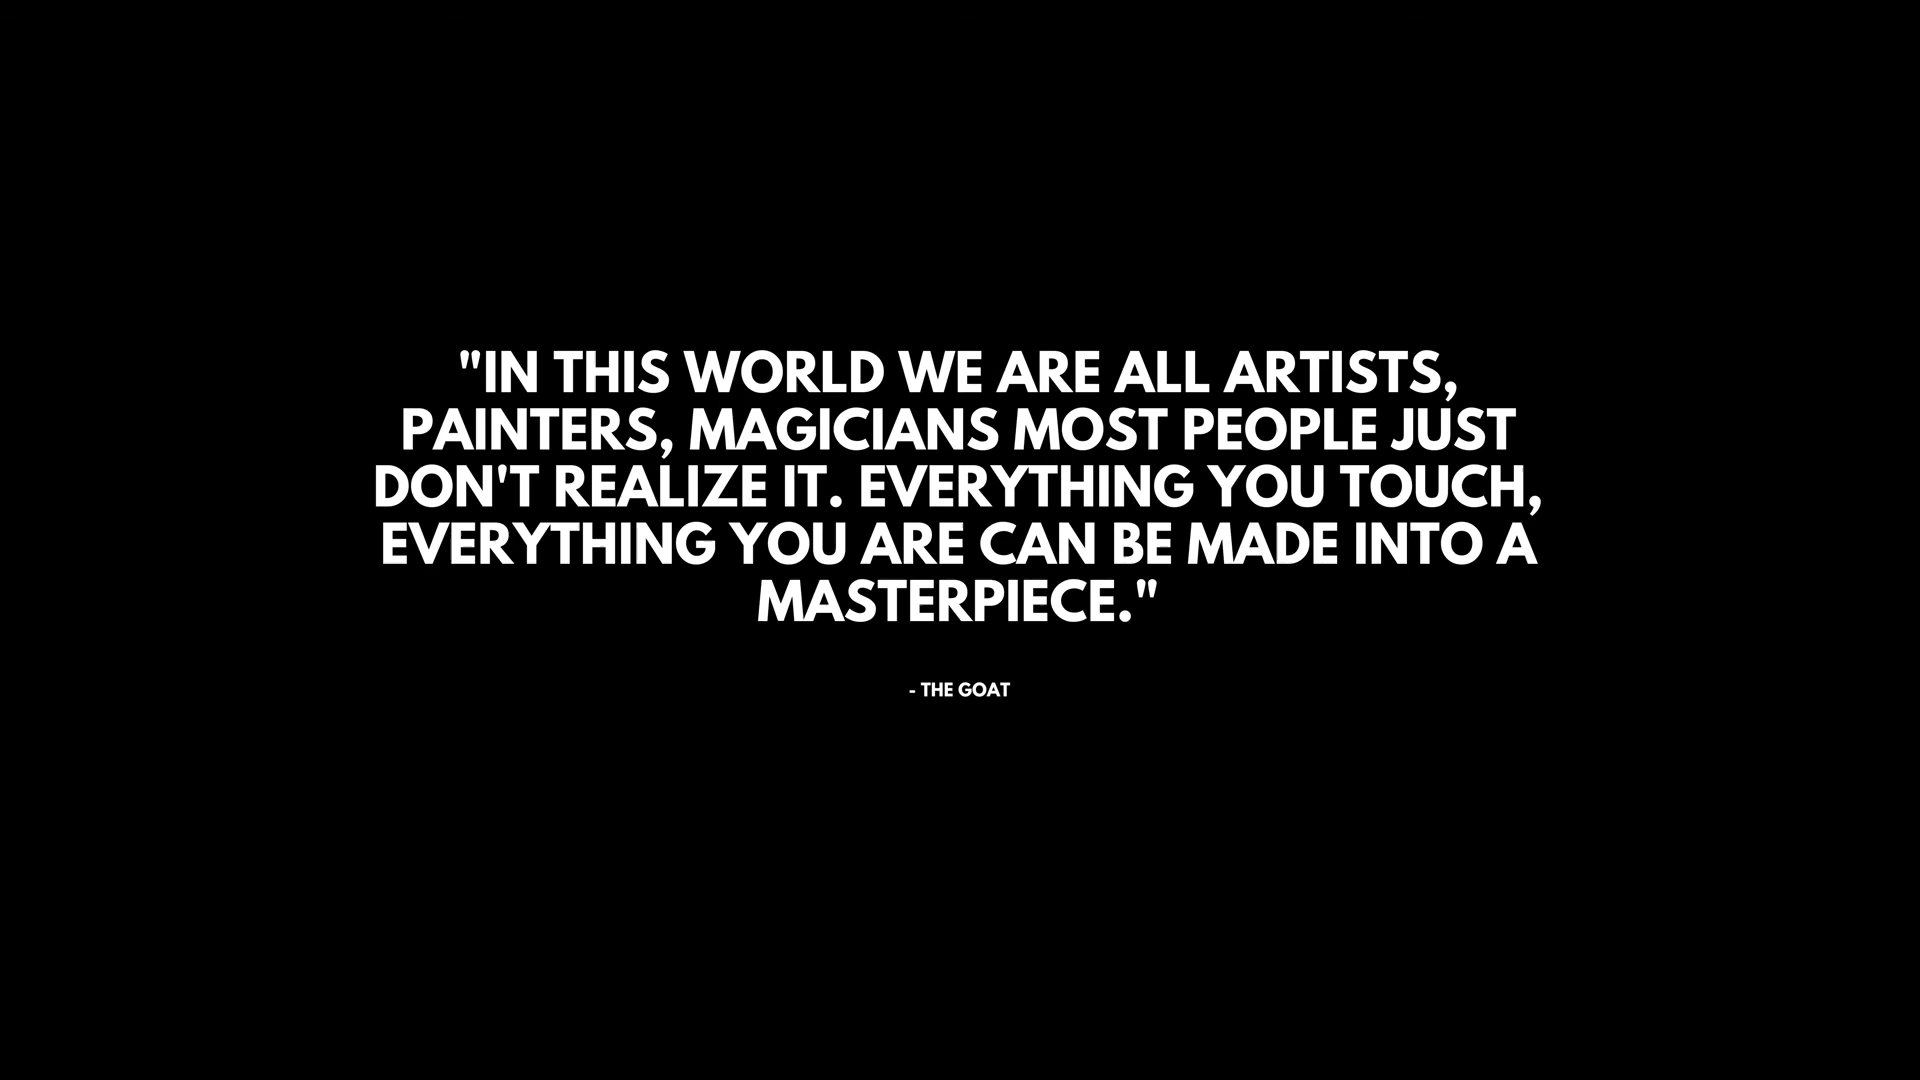 "IN THIS WORLD WE ARE ALL ARTISTS,
PAINTERS, MAGICIANS MOST PEOPLE JUST
DON'T REALIZE IT. EVERYTHING YOU TOUCH,
EVERYTHING YOU ARE CAN BE MADE INTO A
MASTERPIECE."
- THE GOAT